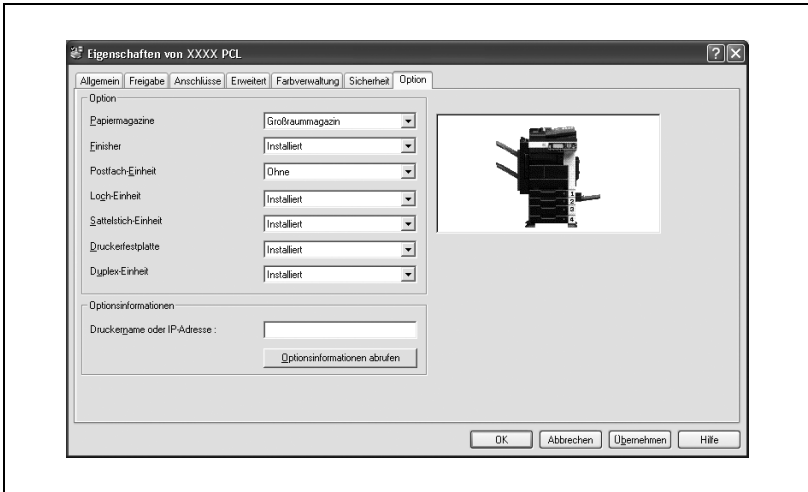 Eigenschaften von XXXX PCL
Allgemein Freigabe Anschlüsse Erweitert Farbverwaltung Sicherheit Option
Option
Papiermagazine Großraummagazin
Finisher Installiert
Postfach-Einheit Ohne
Loch-Einheit Installiert
Sattelstich-Einheit Installiert
Druckerfestplatte Installiert
Duplex-Einheit Installiert
1
2
3
4
Optionsinformationen
Druckername oder IP-Adresse :
Optionsinformationen abrufen
OK Abbrechen Übernehmen Hilfe